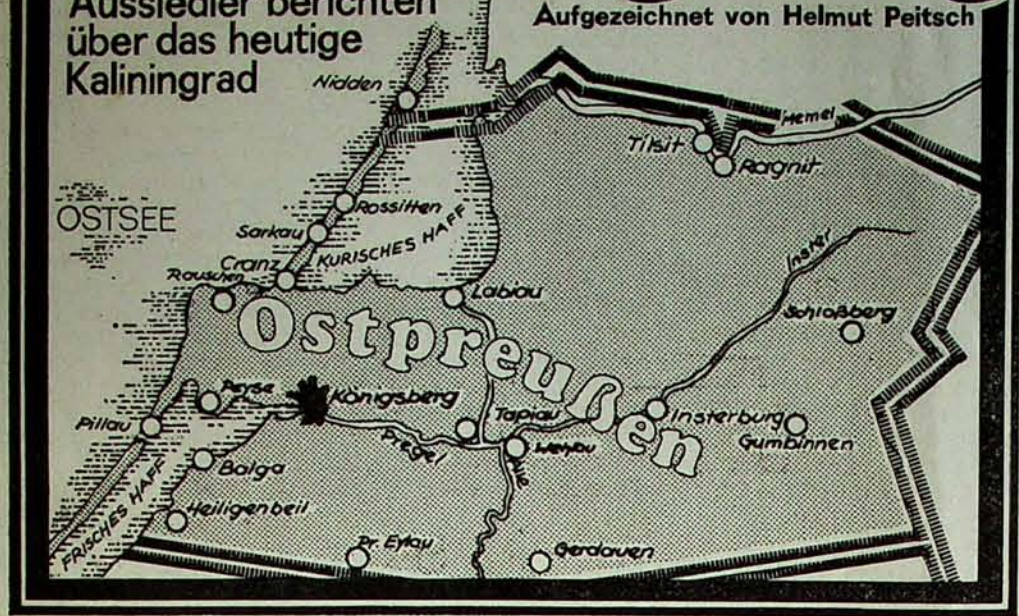 Aussiedler berichten
über das heutige
Kaliningrad
Aufgezeichnet von Helmut Peitsch
Nidden
Memel
Tilsit
Ragnit
OSTSEE
Rossitten
Sarkau
KURISCHES HAFF
Cranz
Rauschen
Inster
Labiau
Schloßberg
Ostpreußen
Peyse
Königsberg
Pillau
Tapiau
Insterburg
Pregel
Wehlau
Gumbinnen
Balga
Heiligenbeil
FRISCHES HAFF
Pr. Eylau
Gerdauen